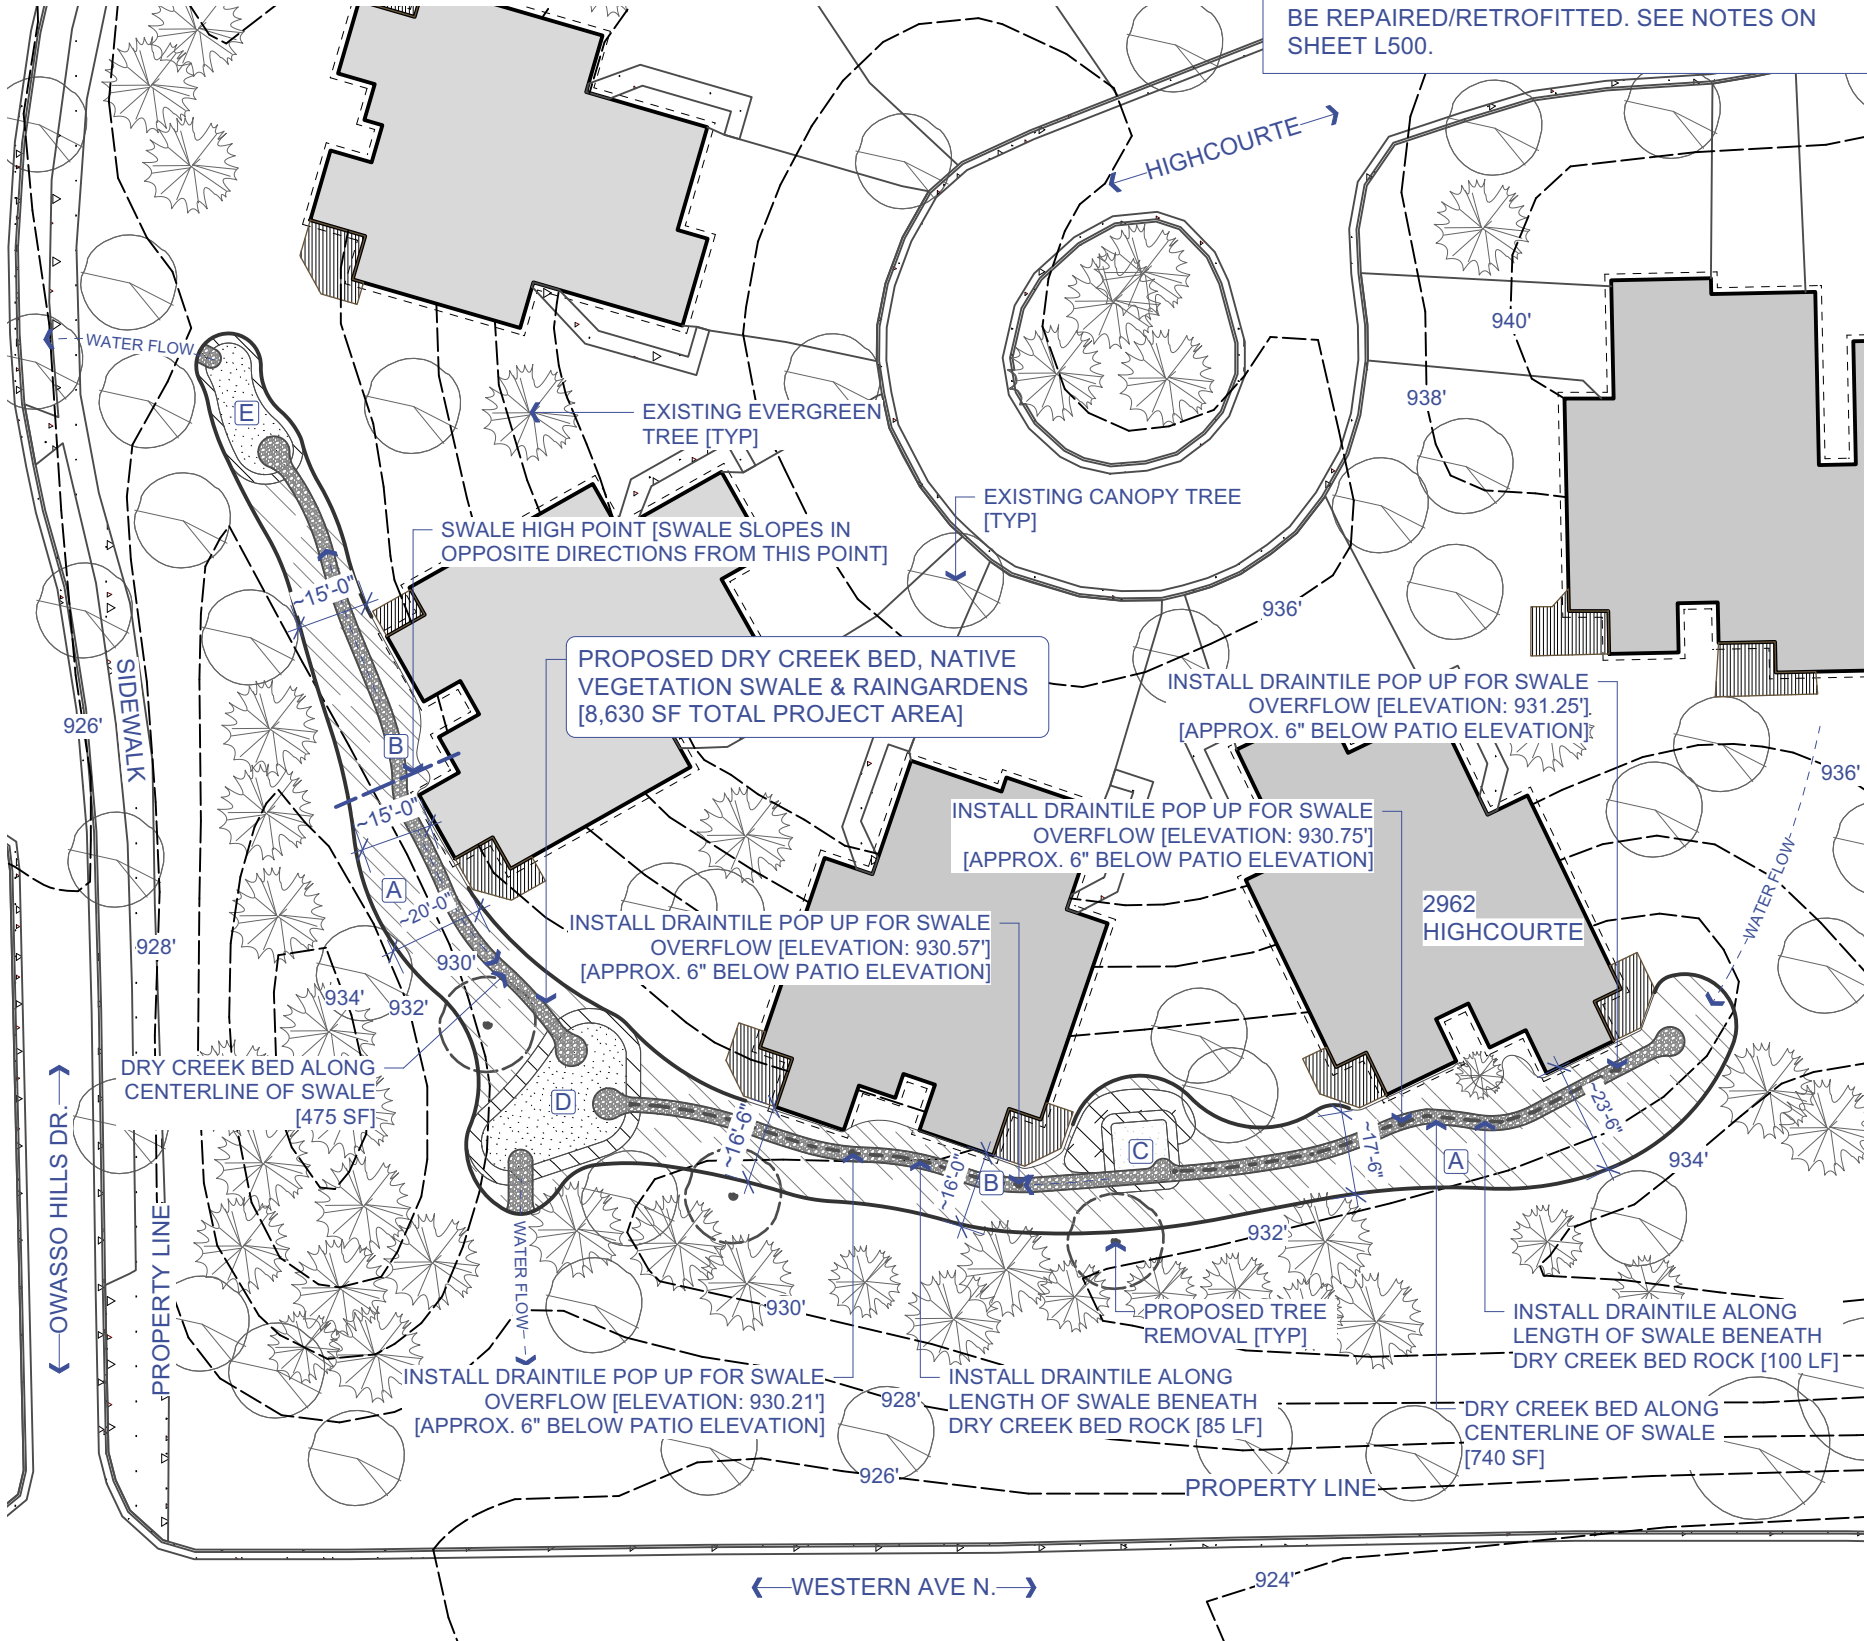 BE REPAIRED/RETROFITTED. SEE NOTES ON
SHEET L500.
HIGHCOURTE
940'
WATER FLOW
938'
E
EXISTING EVERGREEN
TREE [TYP]
EXISTING CANOPY TREE
[TYP]
SWALE HIGH POINT [SWALE SLOPES IN
OPPOSITE DIRECTIONS FROM THIS POINT]
~15'-0"
936'
SIDEWALK
926'
PROPOSED DRY CREEK BED, NATIVE
VEGETATION SWALE & RAINGARDENS
[8,630 SF TOTAL PROJECT AREA]
INSTALL DRAINTILE POP UP FOR SWALE
OVERFLOW [ELEVATION: 931.25']
[APPROX. 6" BELOW PATIO ELEVATION]
B
936'
~15'-0"
INSTALL DRAINTILE POP UP FOR SWALE
OVERFLOW [ELEVATION: 930.75']
[APPROX. 6" BELOW PATIO ELEVATION]
WATER FLOW
A
~20'-0"
2962
HIGHCOURTE
INSTALL DRAINTILE POP UP FOR SWALE
OVERFLOW [ELEVATION: 930.57']
[APPROX. 6" BELOW PATIO ELEVATION]
928'
930'
934'
932'
DRY CREEK BED ALONG
CENTERLINE OF SWALE
[475 SF]
D
~16'-6"
~16'-0"
B
C
~17'-6"
A
~23'-6"
934'
OWASSO HILLS DR.
PROPERTY LINE
WATER FLOW
932'
930'
PROPOSED TREE
REMOVAL [TYP]
INSTALL DRAINTILE ALONG
LENGTH OF SWALE BENEATH
DRY CREEK BED ROCK [100 LF]
INSTALL DRAINTILE POP UP FOR SWALE
OVERFLOW [ELEVATION: 930.21']
[APPROX. 6" BELOW PATIO ELEVATION]
928'
INSTALL DRAINTILE ALONG
LENGTH OF SWALE BENEATH
DRY CREEK BED ROCK [85 LF]
DRY CREEK BED ALONG
CENTERLINE OF SWALE
[740 SF]
926'
PROPERTY LINE
WESTERN AVE N.
924'